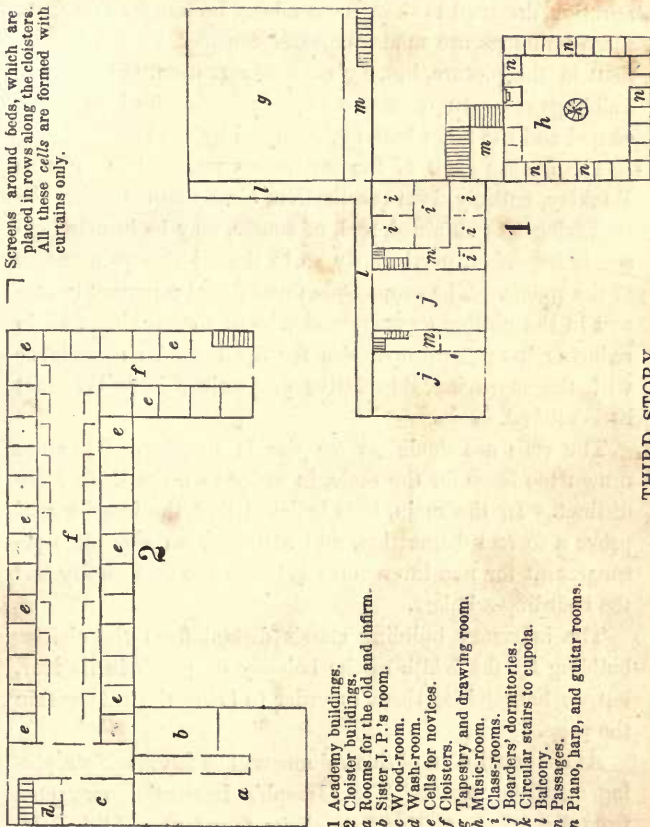 Screens around beds, which are
placed in rows along the cloisters.
All these cells are formed with
curtains only.
e e e e e
f
f
e e e e
2
d
c
b
a
g
l
m
l
i i i i i i
m
m
j j
m
1
h
k
n n n n n n
1 Academy buildings.
2 Cloister buildings.
a Rooms for the old and infirm.
b Sister J. P.'s room.
c Wood-room.
d Wash-room.
e Cells for novices.
f Cloisters.
g Tapestry and drawing room.
h Music-room.
i Class-rooms.
j Boarders' dormitories.
k Circular stairs to cupola.
l Balcony.
m Passages.
n Piano, harp, and guitar rooms.
THIRD STORY